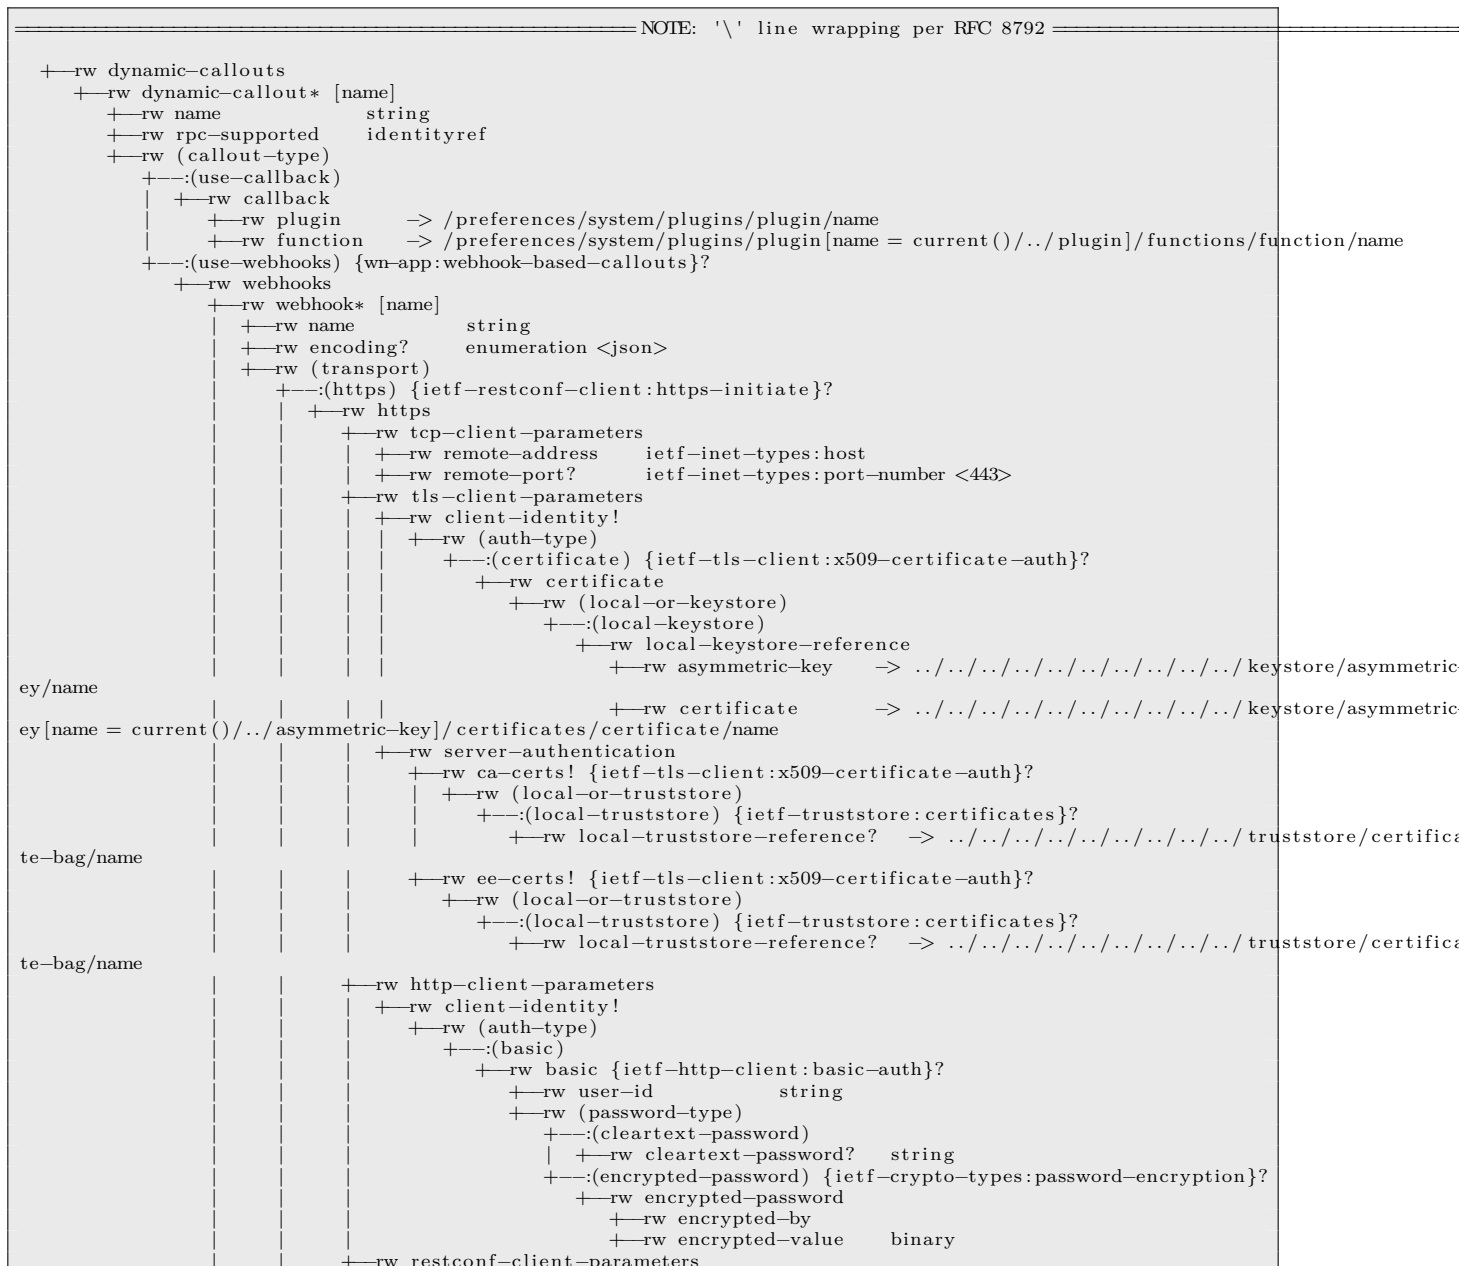 =============== NOTE: '\' line wrapping per RFC 8792 ===============
+--rw dynamic-callouts
   +--rw dynamic-callout* [name]
      +--rw name             string
      +--rw rpc-supported    identityref
      +--rw (callout-type)
         +--:(use-callback)
         |  +--rw callback
         |     +--rw plugin      -> /preferences/system/plugins/plugin/name
         |     +--rw function    -> /preferences/system/plugins/plugin[name = current()/../plugin]/functions/function/name
         +--:(use-webhooks) {wn-app:webhook-based-callouts}?
            +--rw webhooks
               +--rw webhook* [name]
               |  +--rw name           string
               |  +--rw encoding?      enumeration <json>
               |  +--rw (transport)
               |     +--:(https) {ietf-restconf-client:https-initiate}?
               |     |  +--rw https
               |     |     +--rw tcp-client-parameters
               |     |     |  +--rw remote-address    ietf-inet-types:host
               |     |     |  +--rw remote-port?      ietf-inet-types:port-number <443>
               |     |     +--rw tls-client-parameters
               |     |     |  +--rw client-identity!
               |     |     |  |  +--rw (auth-type)
               |     |     |  |     +--:(certificate) {ietf-tls-client:x509-certificate-auth}?
               |     |     |  |        +--rw certificate
               |     |     |  |           +--rw (local-or-keystore)
               |     |     |  |              +--:(local-keystore)
               |     |     |  |                 +--rw local-keystore-reference
               |     |     |  |                    +--rw asymmetric-key    -> ../../../../../../../../../../keystore/asymmetric-
ey/name
               |     |     |  |                    +--rw certificate       -> ../../../../../../../../../../keystore/asymmetric-
ey[name = current()/../asymmetric-key]/certificates/certificate/name
               |     |     |  +--rw server-authentication
               |     |     |     +--rw ca-certs! {ietf-tls-client:x509-certificate-auth}?
               |     |     |     |  +--rw (local-or-truststore)
               |     |     |     |     +--:(local-truststore) {ietf-truststore:certificates}?
               |     |     |     |        +--rw local-truststore-reference?   -> ../../../../../../../../../truststore/certifica
te-bag/name
               |     |     |     +--rw ee-certs! {ietf-tls-client:x509-certificate-auth}?
               |     |     |        +--rw (local-or-truststore)
               |     |     |           +--:(local-truststore) {ietf-truststore:certificates}?
               |     |     |              +--rw local-truststore-reference?   -> ../../../../../../../../../truststore/certifica
te-bag/name
               |     |     +--rw http-client-parameters
               |     |     |  +--rw client-identity!
               |     |     |     +--rw (auth-type)
               |     |     |        +--:(basic)
               |     |     |           +--rw basic {ietf-http-client:basic-auth}?
               |     |     |              +--rw user-id            string
               |     |     |              +--rw (password-type)
               |     |     |                 +--:(cleartext-password)
               |     |     |                 |  +--rw cleartext-password?   string
               |     |     |                 +--:(encrypted-password) {ietf-crypto-types:password-encryption}?
               |     |     |                    +--rw encrypted-password
               |     |     |                       +--rw encrypted-by
               |     |     |                       +--rw encrypted-value    binary
               |     |     +--rw restconf-client-parameters